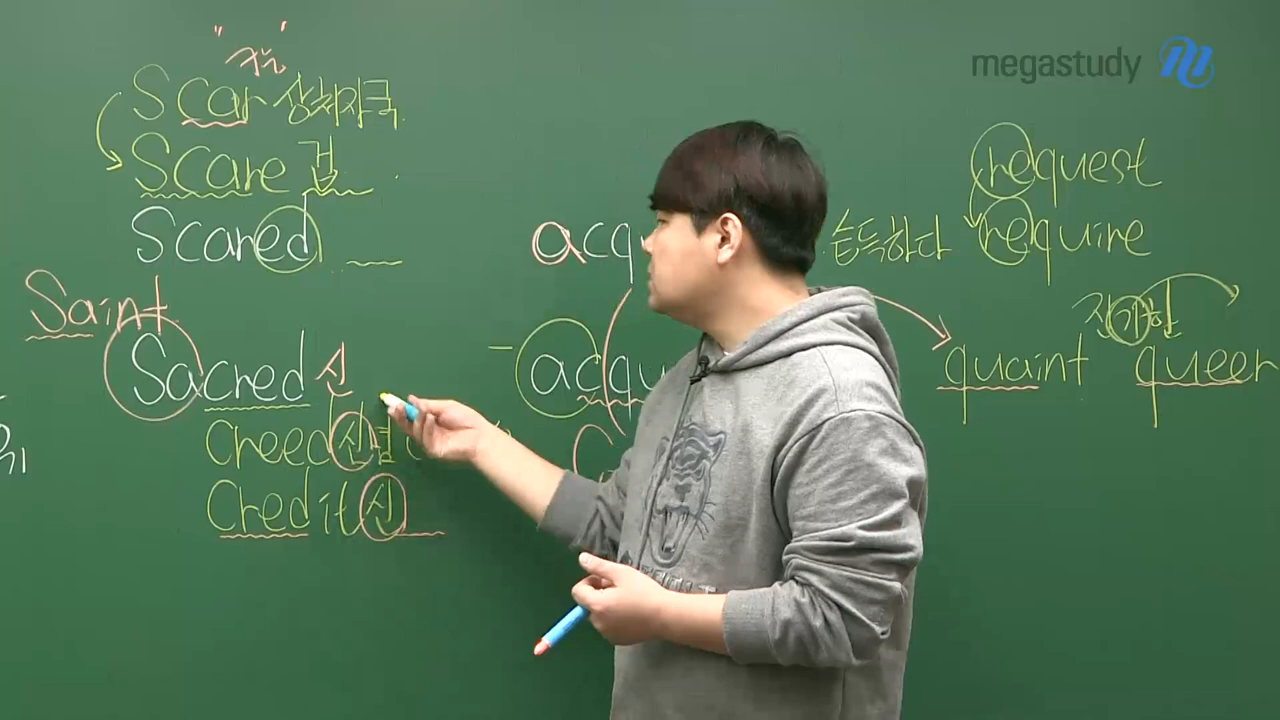 megastudy
Scar 상처자국
Scare 겁
Scared
Saint
Sacred 신
Creed 신념
Credit 신
acqu
습득하다
acqu
request
require
진기한
quaint queer